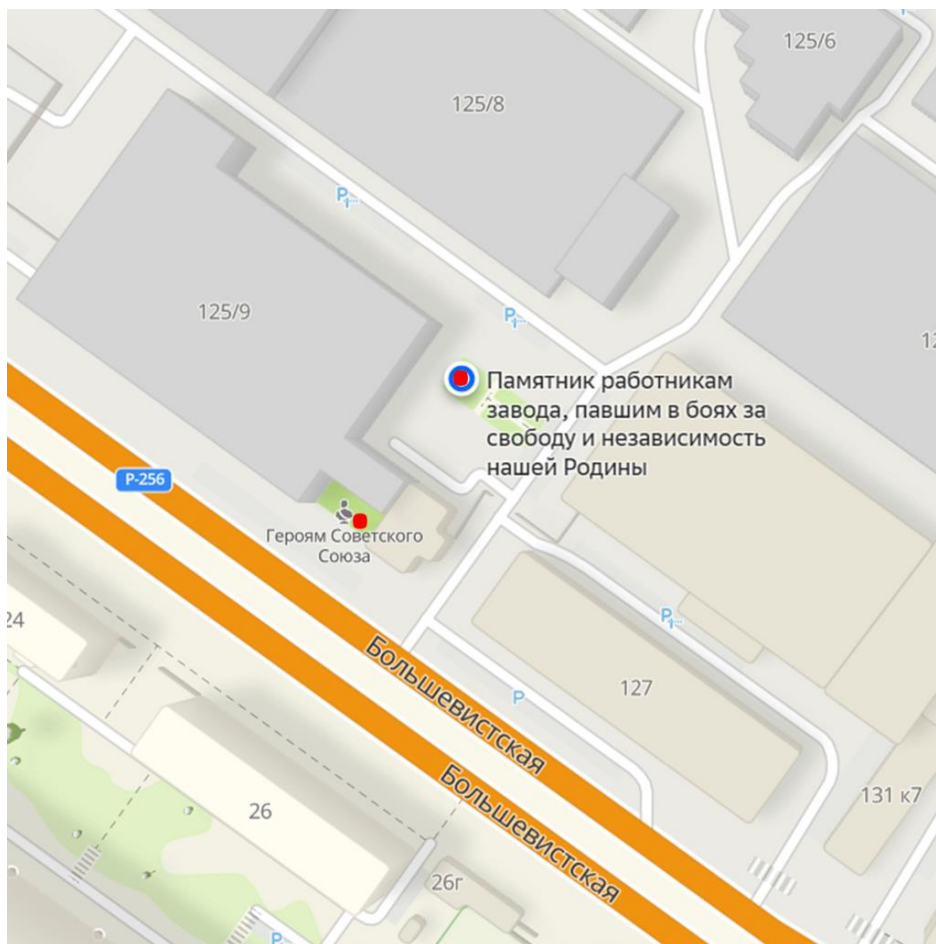 125/6
125/8
Р
125/9
Р
Памятник работникам
завода, павшим в боях за
свободу и независимость
нашей Родины
Р-256
Героям Советского
Союза
24
Р
Большевистская
127
Р
Большевистская
131 к7
26
26г
Р